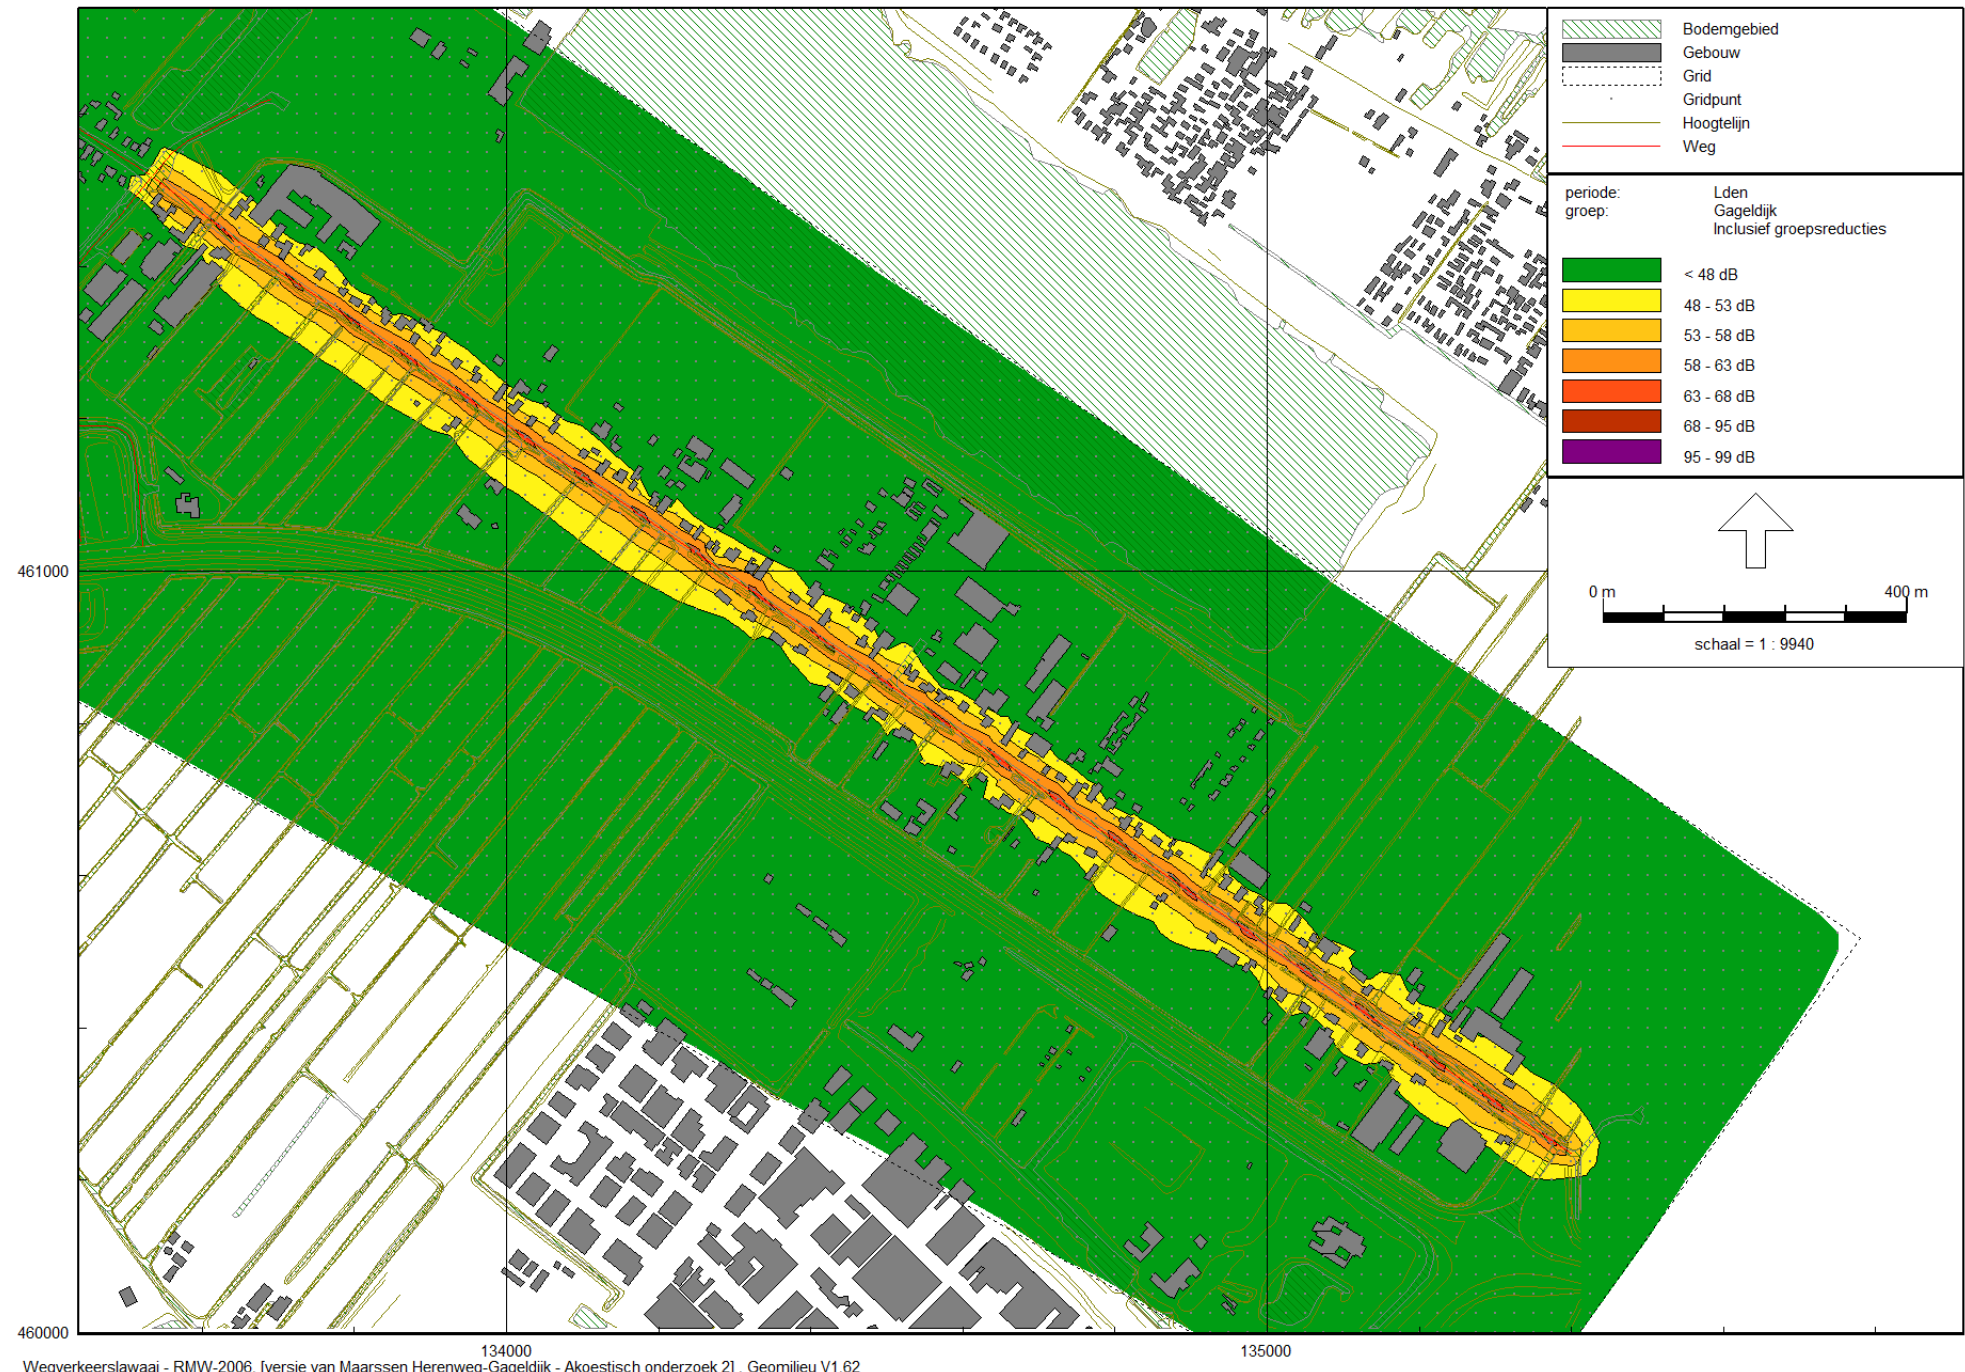 Bodemgebied
Gebouw
Grid
Gridpunt
Hoogtelijn
Weg
periode: Lden
groep: Gageldijk
Inclusief groepsreducties
< 48 dB
48 - 53 dB
53 - 58 dB
58 - 63 dB
63 - 68 dB
68 - 95 dB
95 - 99 dB
0 m 400 m
schaal = 1 : 9940
461000
460000
134000 135000
Wegverkeerslawaai - RMW-2006, [versie van Maarssen Herenweg-Gageldijk - Akoestisch onderzoek 2] , Geomilieu V1.62